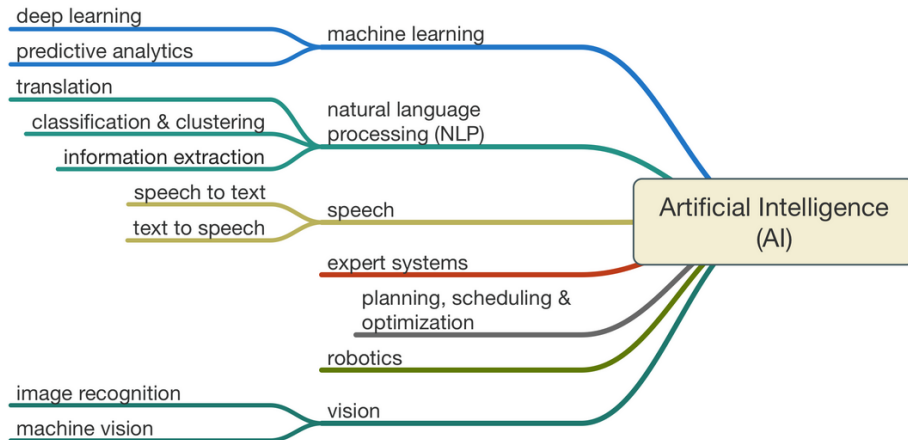 deep learning
predictive analytics
machine learning
translation
classification & clustering
information extraction
natural language
processing (NLP)
speech to text
text to speech
speech
expert systems
planning, scheduling &
optimization
robotics
image recognition
machine vision
vision
Artificial Intelligence
(AI)